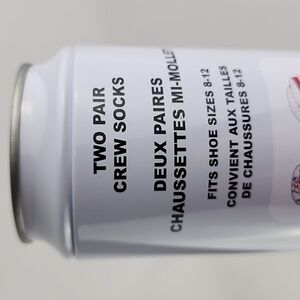 TWO PAIR
CREW SOCKS
DEUX PAIRES
CHAUSSETTES MI-MOLLET
FITS SHOE SIZES 8-12
CONVIENT AUX TAILLES
DE CHAUSSURES 8-12